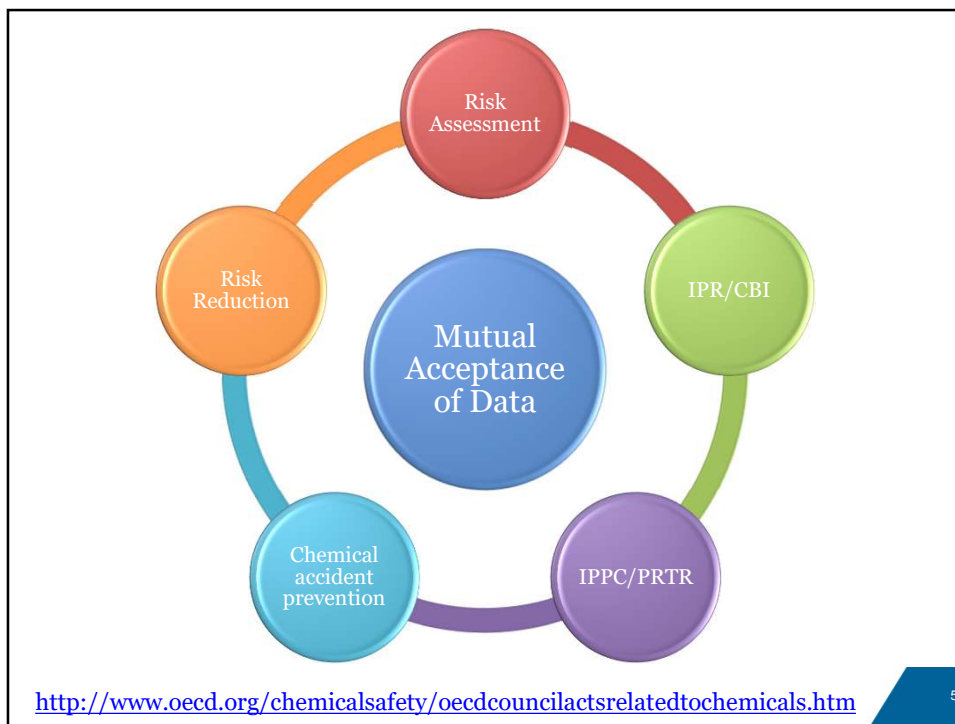 Risk
Assessment
Risk
Reduction
IPR/CBI
Mutual
Acceptance
of Data
Chemical
accident
prevention
IPPC/PRTR
http://www.oecd.org/chemicalsafety/oecdcouncilactsrelatedtochemicals.htm
5